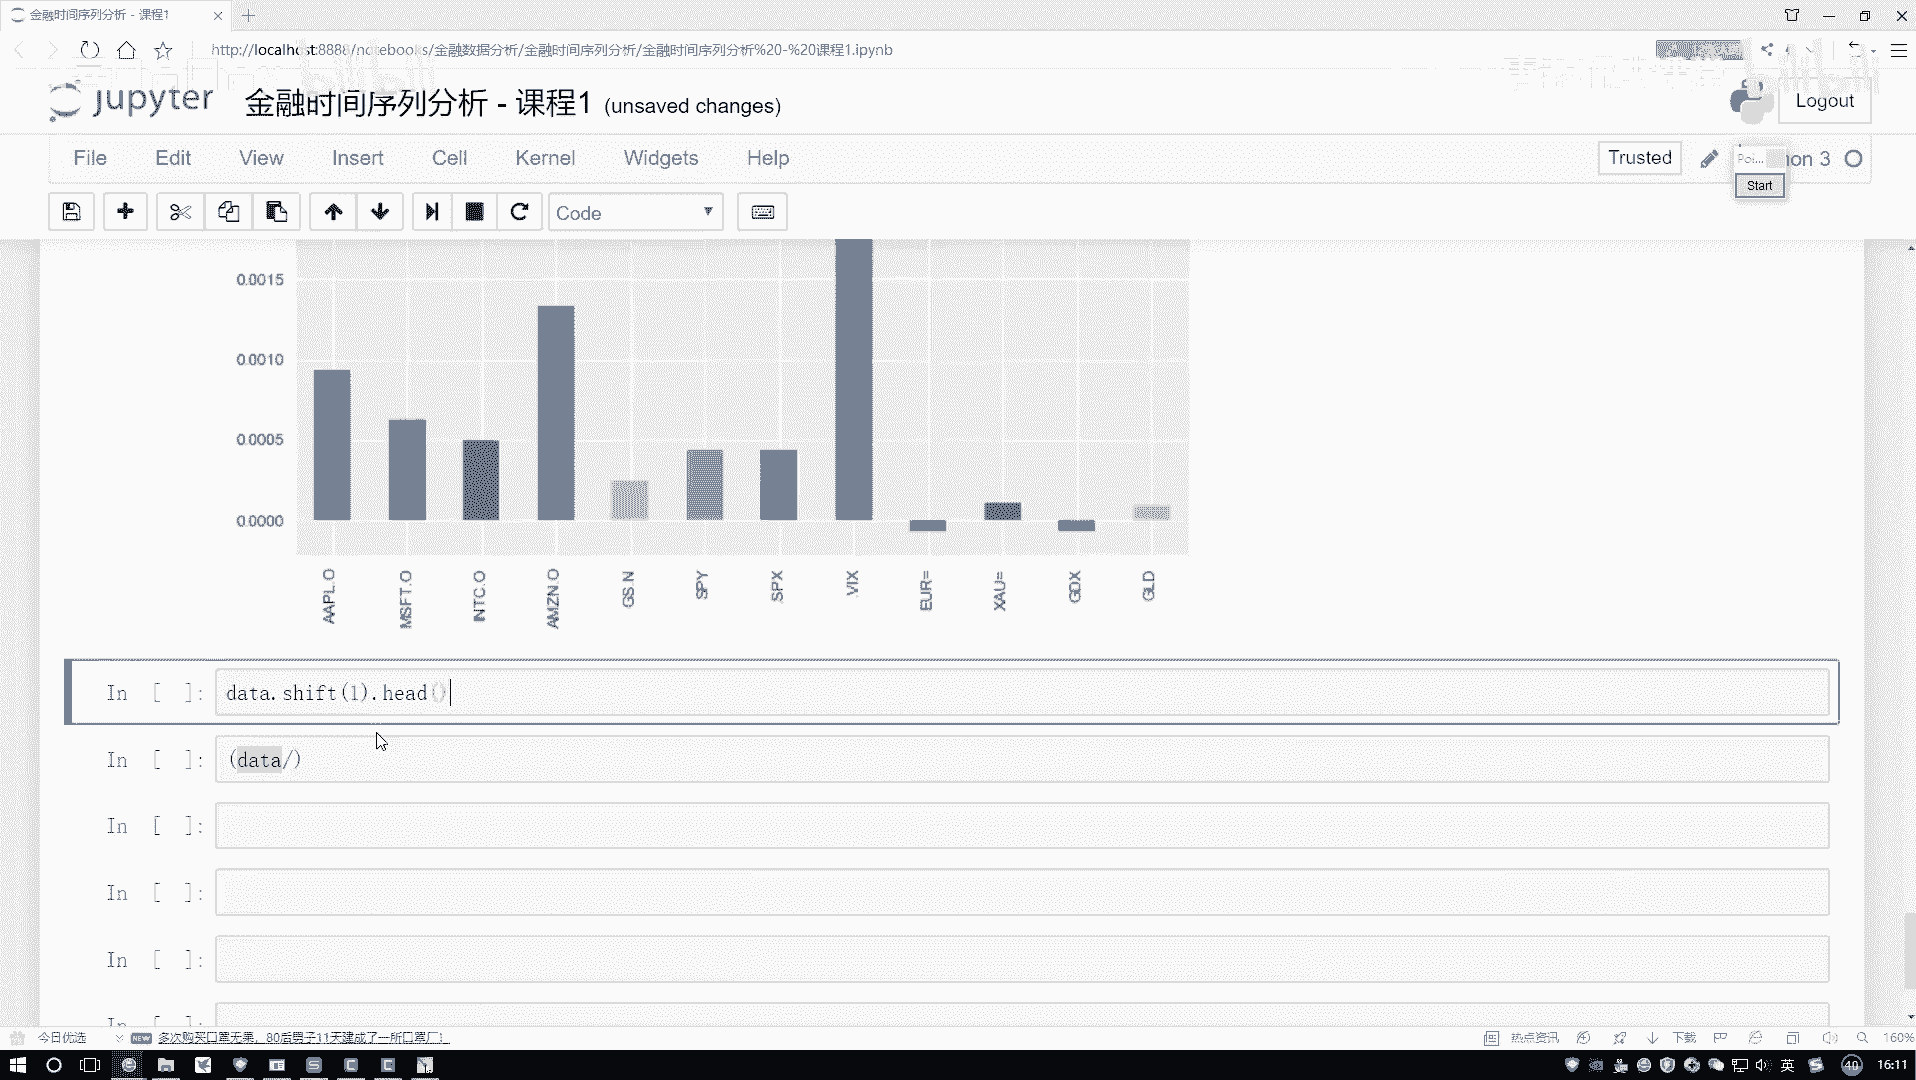 金融时间序列分析 - 课程1
http://localhost:8888/notebooks/金融数据分析/金融时间序列分析/金融时间序列分析%20-%20课程1.ipynb
jupyter 金融时间序列分析 - 课程1 (unsaved changes)
Logout
File Edit View Insert Cell Kernel Widgets Help
Trusted
Poi...
hon 3
Start
Code
0.0015
0.0010
0.0005
0.0000
AAPL.O MSFT.O INTC.O AMZN.O GS.N SPY .SPX .VIX EUR= XAU= GDX GLD
In [ ]: data.shift(1).head()
In [ ]: (data/)
In [ ]:
In [ ]:
In [ ]:
In [ ]:
今日优选 NEW 多次购买口罩无果，80后男子11天建成了一所口罩厂！
热点资讯 下载 160%
英 40 16:11